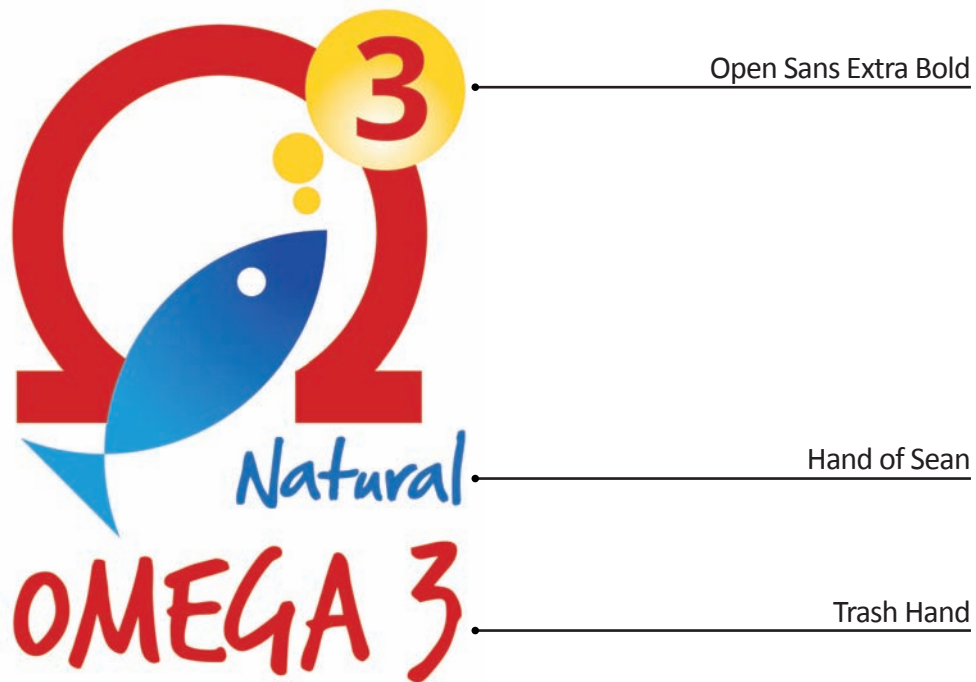 3
Open Sans Extra Bold
Natural
Hand of Sean
OMEGA 3
Trash Hand